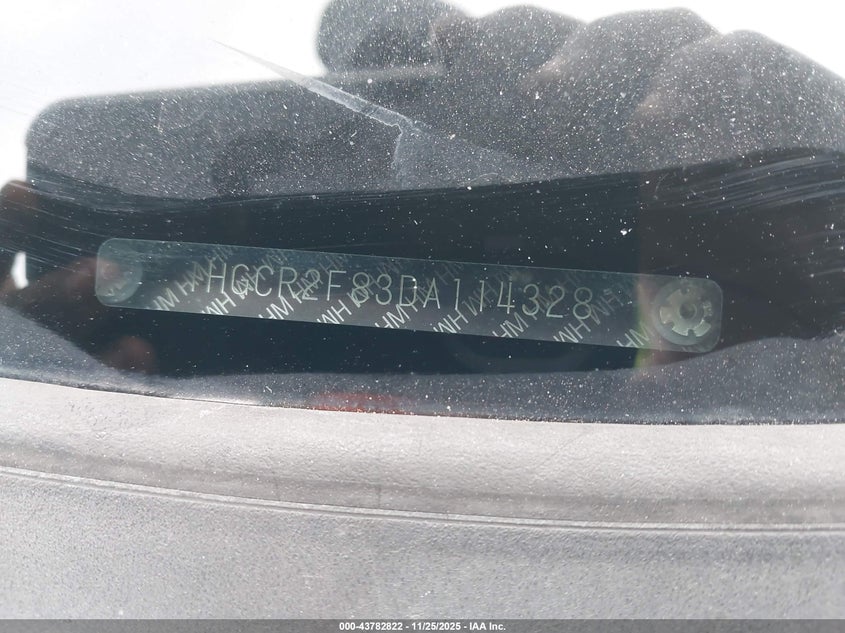 HGCR2F83DA114328
000-43782822 - 11/25/2025 - IAA Inc.